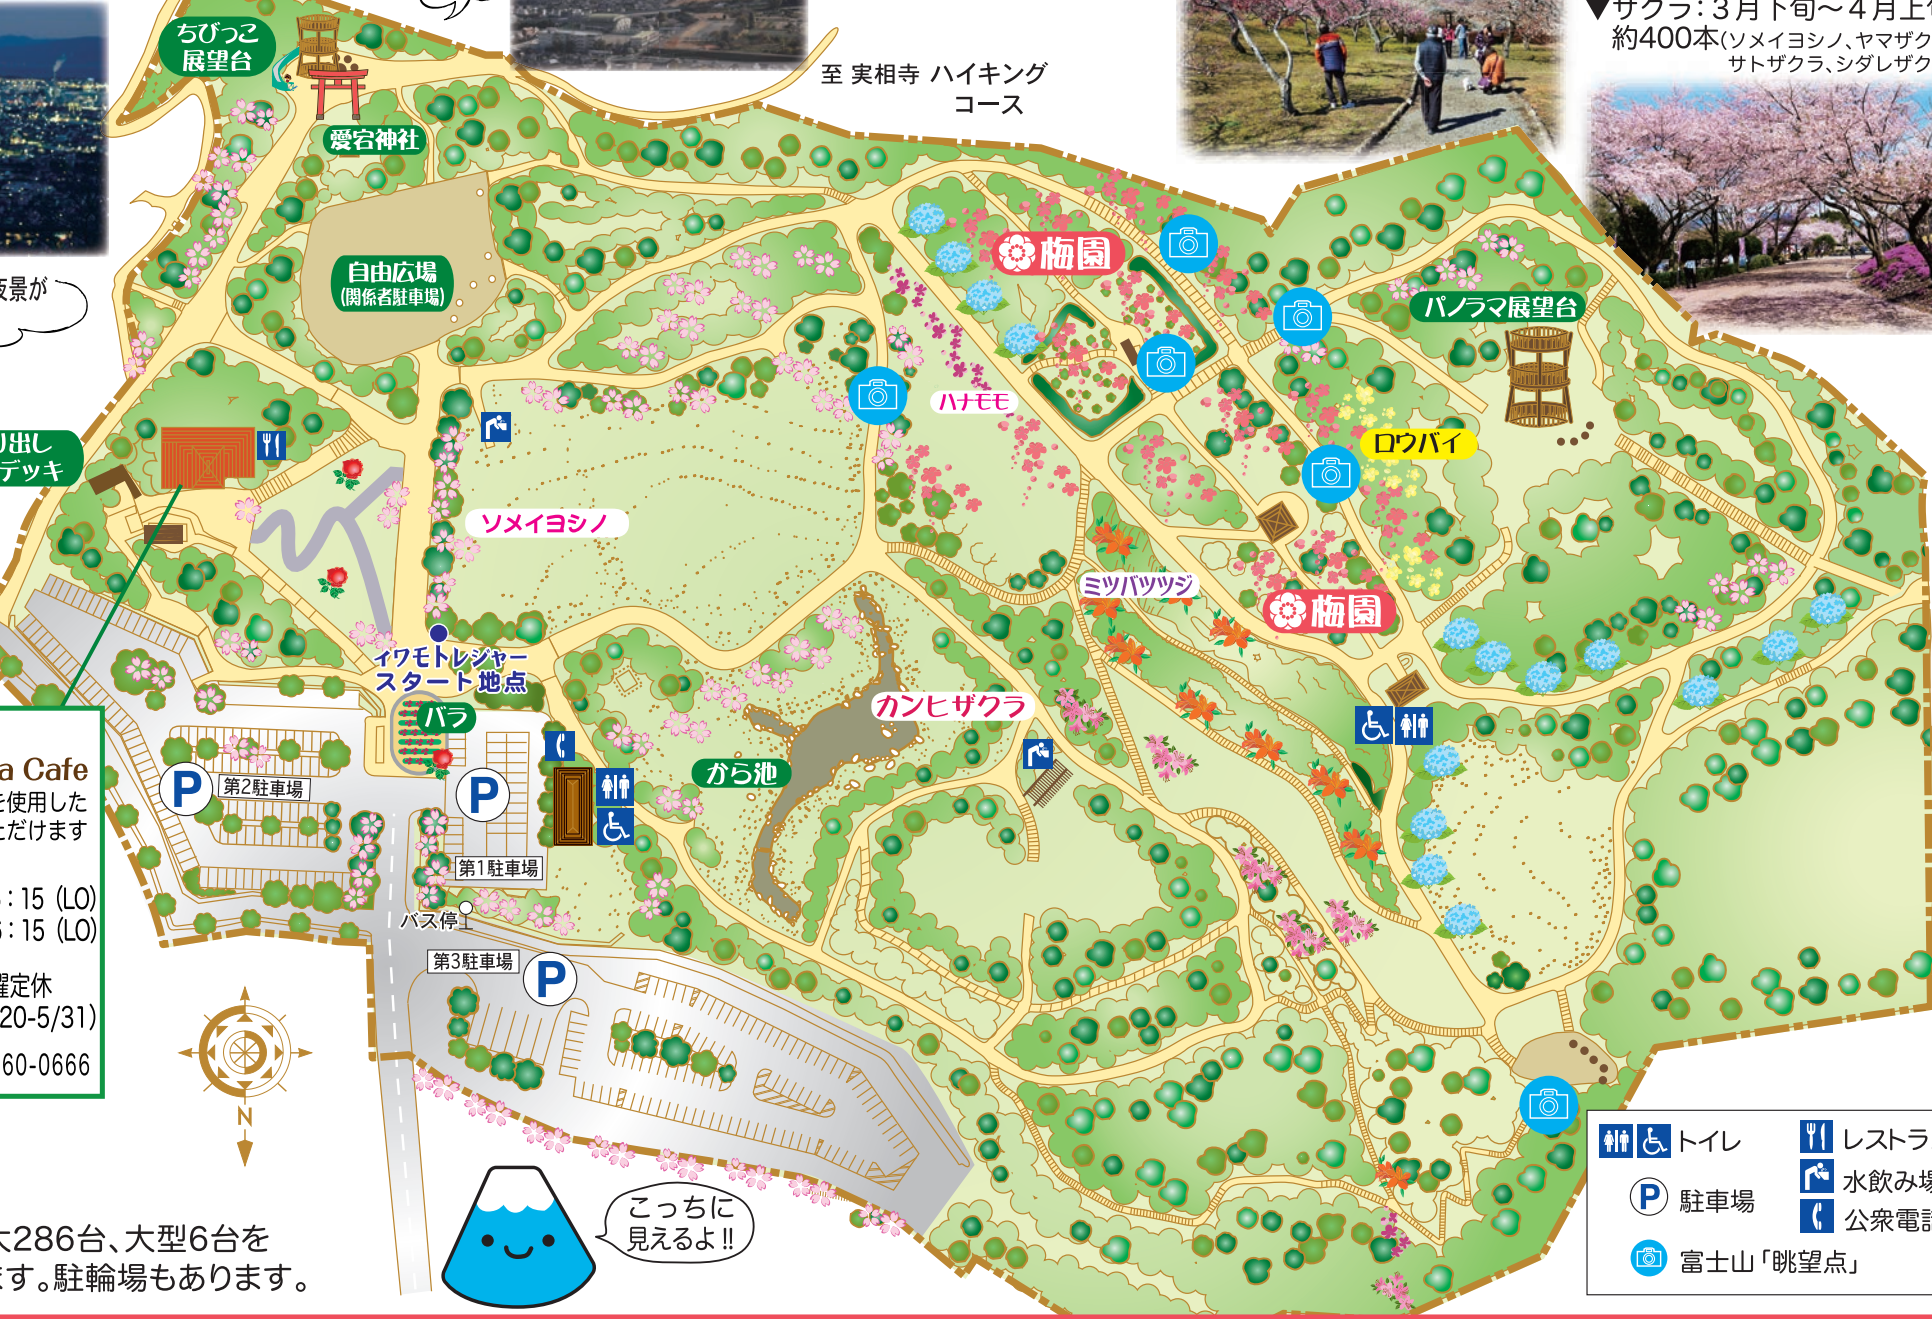 ▼サクラ：3月下旬～4月上
約400本(ソメイヨシノ、ヤマザク
サトザクラ、シダレザク
ちびっこ
展望台
愛宕神社
至 実相寺 ハイキング
コース
自由広場
(関係者駐車場)
梅園
パノラマ展望台
夜景が
ハナモモ
ロウバイ
り出し
デッキ
ソメイヨシノ
ミツバツツジ
梅園
イワモトレジャー
スタート地点
バラ
カンヒザクラ
から池
a Cafe
を使用した
ただけます
：15 (LO)
：15 (LO)
曜定休
20-5/31)
60-0666
P
第2駐車場
P
第1駐車場
バス停
第3駐車場
P
N
大286台、大型6台を
ます。駐輪場もあります。
こっちに
見えるよ!!
トイレ
レストラ
P 駐車場
水飲み場
公衆電話
富士山「眺望点」